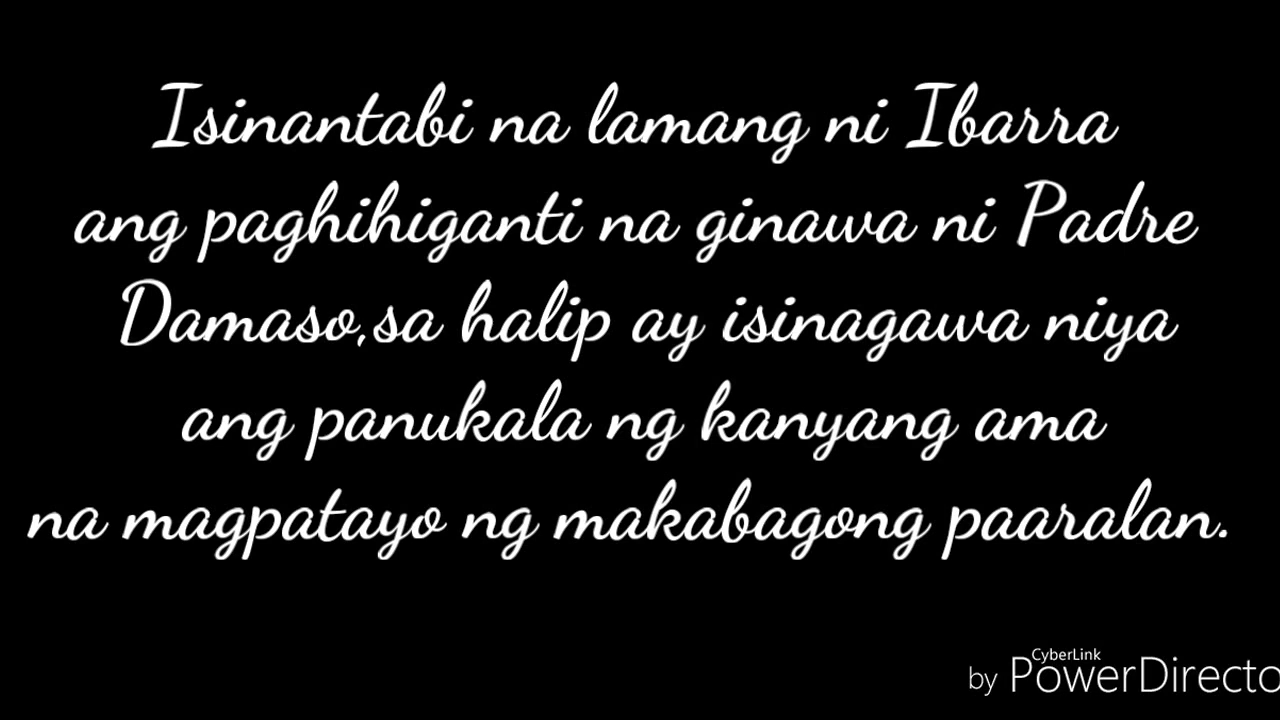 Isinantabi na lamang ni Ibarra
ang paghihiganti na ginawa ni Padre
Damaso,sa halip ay isinagawa niya
ang panukala ng kanyang ama
na magpatayo ng makabagong paaralan.
CyberLink
by PowerDirecto